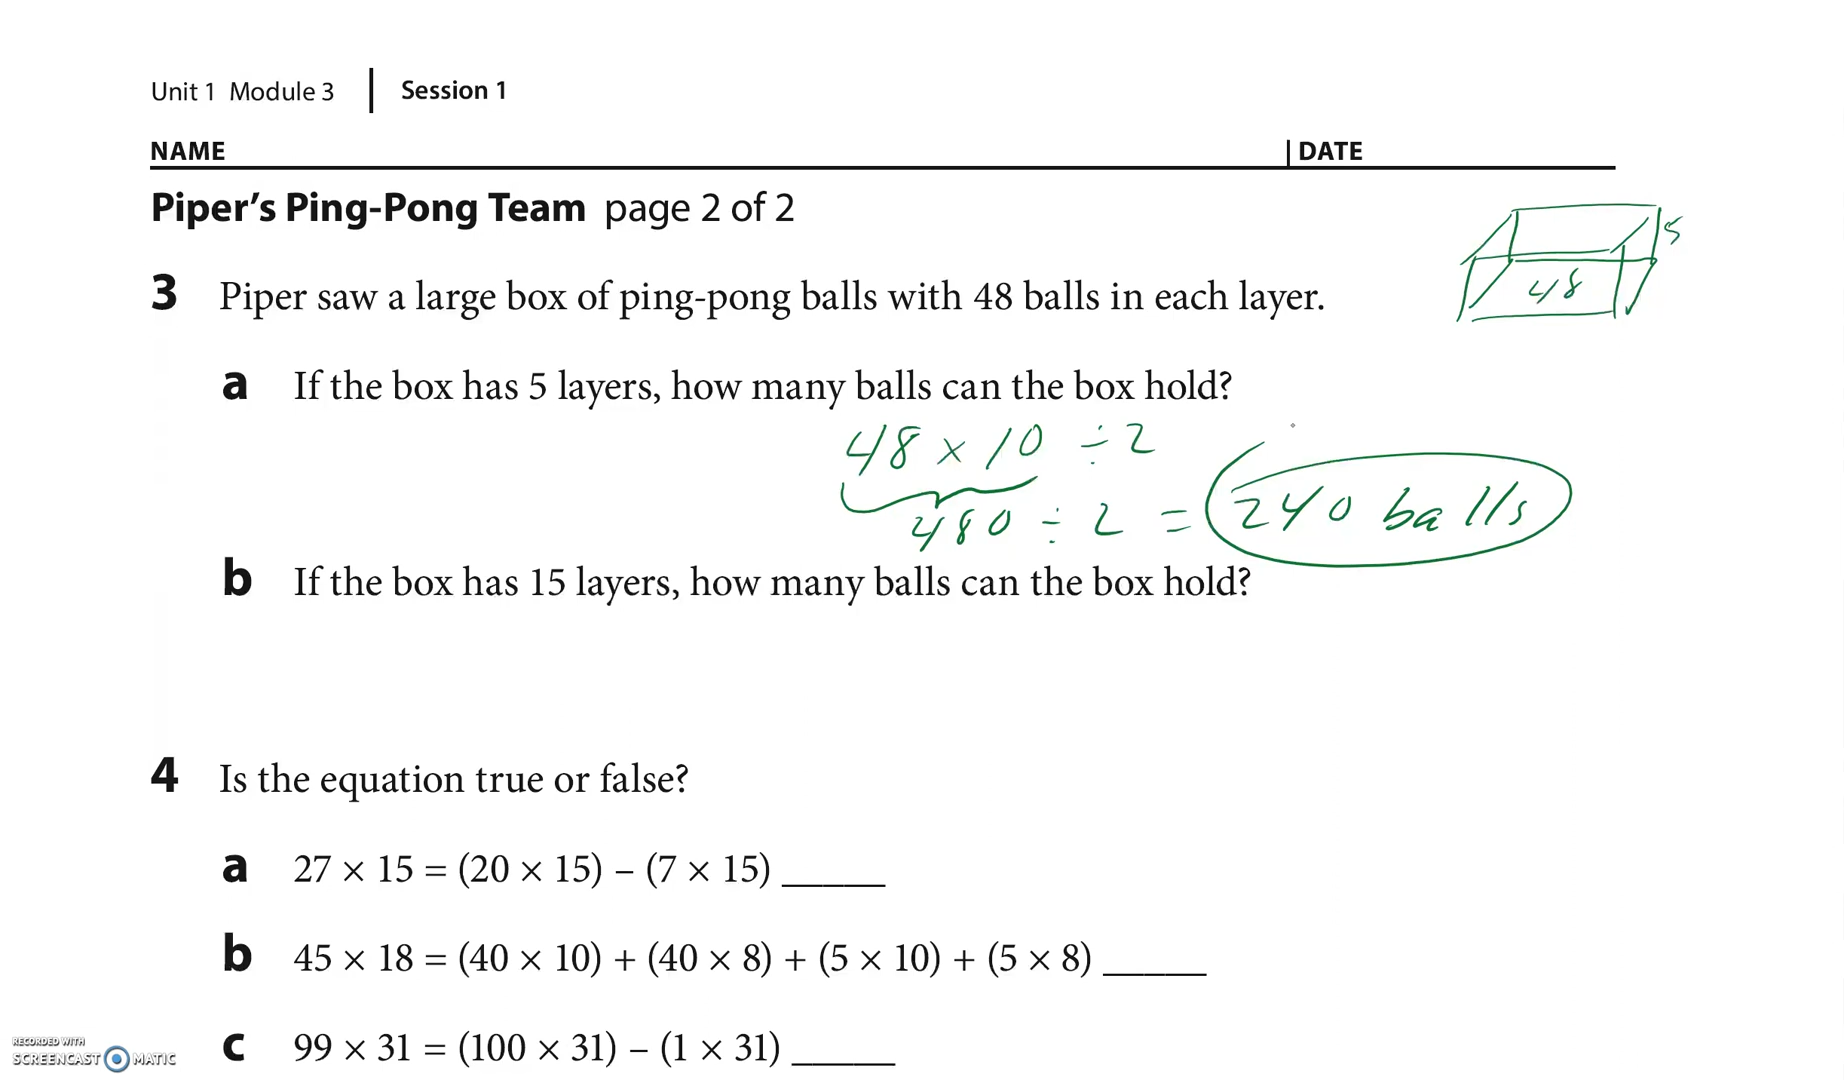 Unit 1 Module 3 | Session 1
NAME | DATE
Piper's Ping-Pong Team page 2 of 2
5
3 Piper saw a large box of ping-pong balls with 48 balls in each layer.
48
a If the box has 5 layers, how many balls can the box hold?
48 × 10 ÷ 2
480 ÷ 2 = 240 balls
b If the box has 15 layers, how many balls can the box hold?
4 Is the equation true or false?
a 27 × 15 = (20 × 15) – (7 × 15) _____
b 45 × 18 = (40 × 10) + (40 × 8) + (5 × 10) + (5 × 8) _____
c 99 × 31 = (100 × 31) – (1 × 31) _____
RECORDED WITH
SCREENCAST MATIC